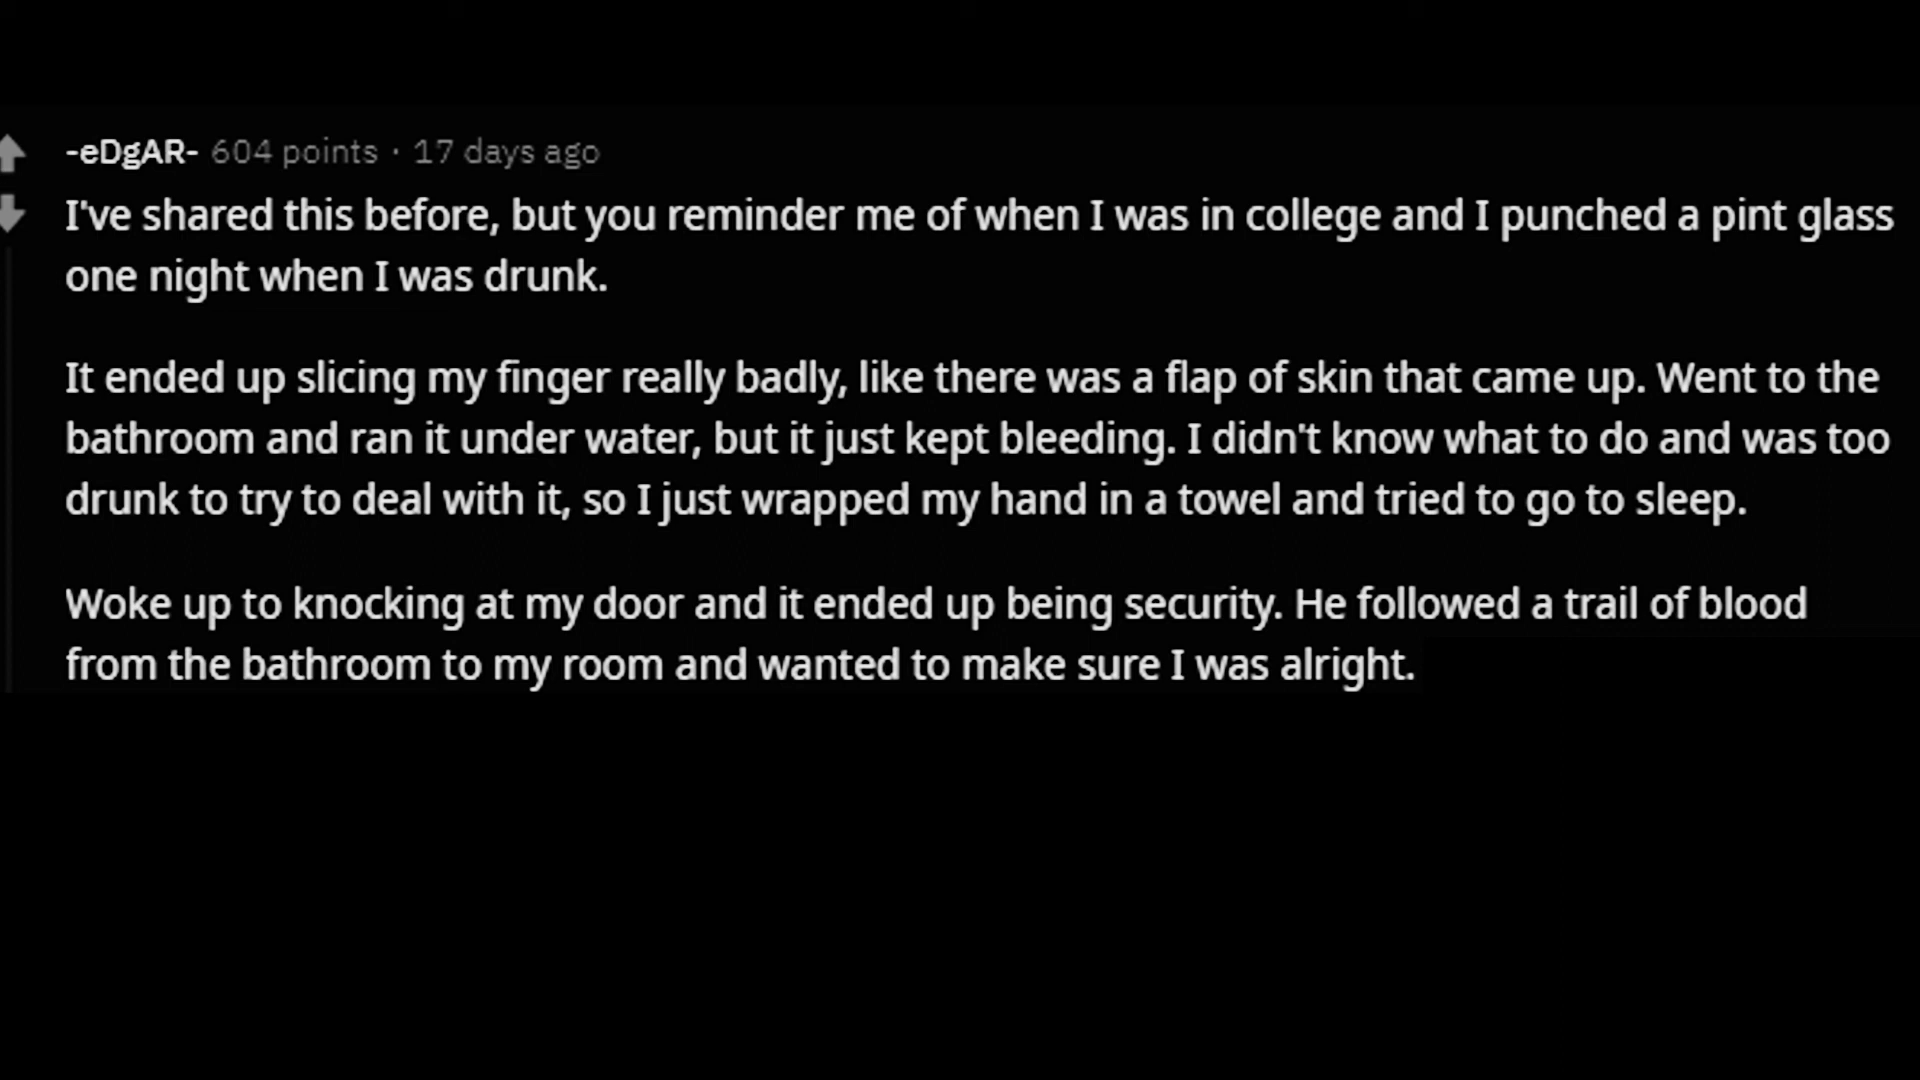 -eDgAR- 604 points · 17 days ago
I've shared this before, but you reminder me of when I was in college and I punched a pint glass
one night when I was drunk.
It ended up slicing my finger really badly, like there was a flap of skin that came up. Went to the
bathroom and ran it under water, but it just kept bleeding. I didn't know what to do and was too
drunk to try to deal with it, so I just wrapped my hand in a towel and tried to go to sleep.
Woke up to knocking at my door and it ended up being security. He followed a trail of blood
from the bathroom to my room and wanted to make sure I was alright.